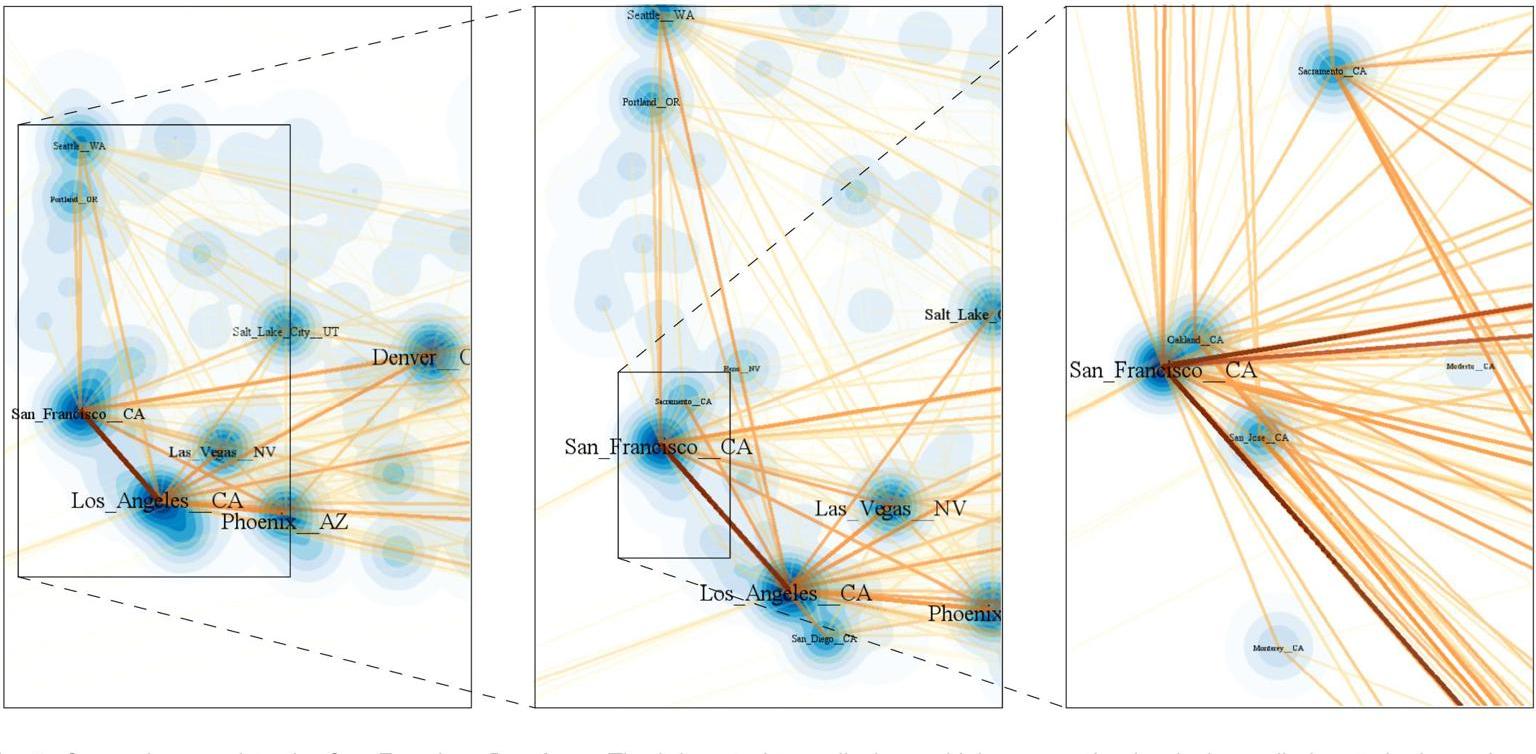 Seattle__WA
Portland__OR
Salt_Lake_City__UT
Denver__C
San_Francisco__CA
Las_Vegas__NV
Los_Angeles__CA
Phoenix__AZ
Seattle__WA
Portland__OR
Salt_Lake_C
Reno__NV
Sacramento__CA
San_Francisco__CA
Las_Vegas__NV
Los_Angeles__CA
Phoenix
San_Diego__CA
Sacramento__CA
Oakland__CA
San_Francisco__CA
Modesto__CA
San_Jose__CA
Monterey__CA